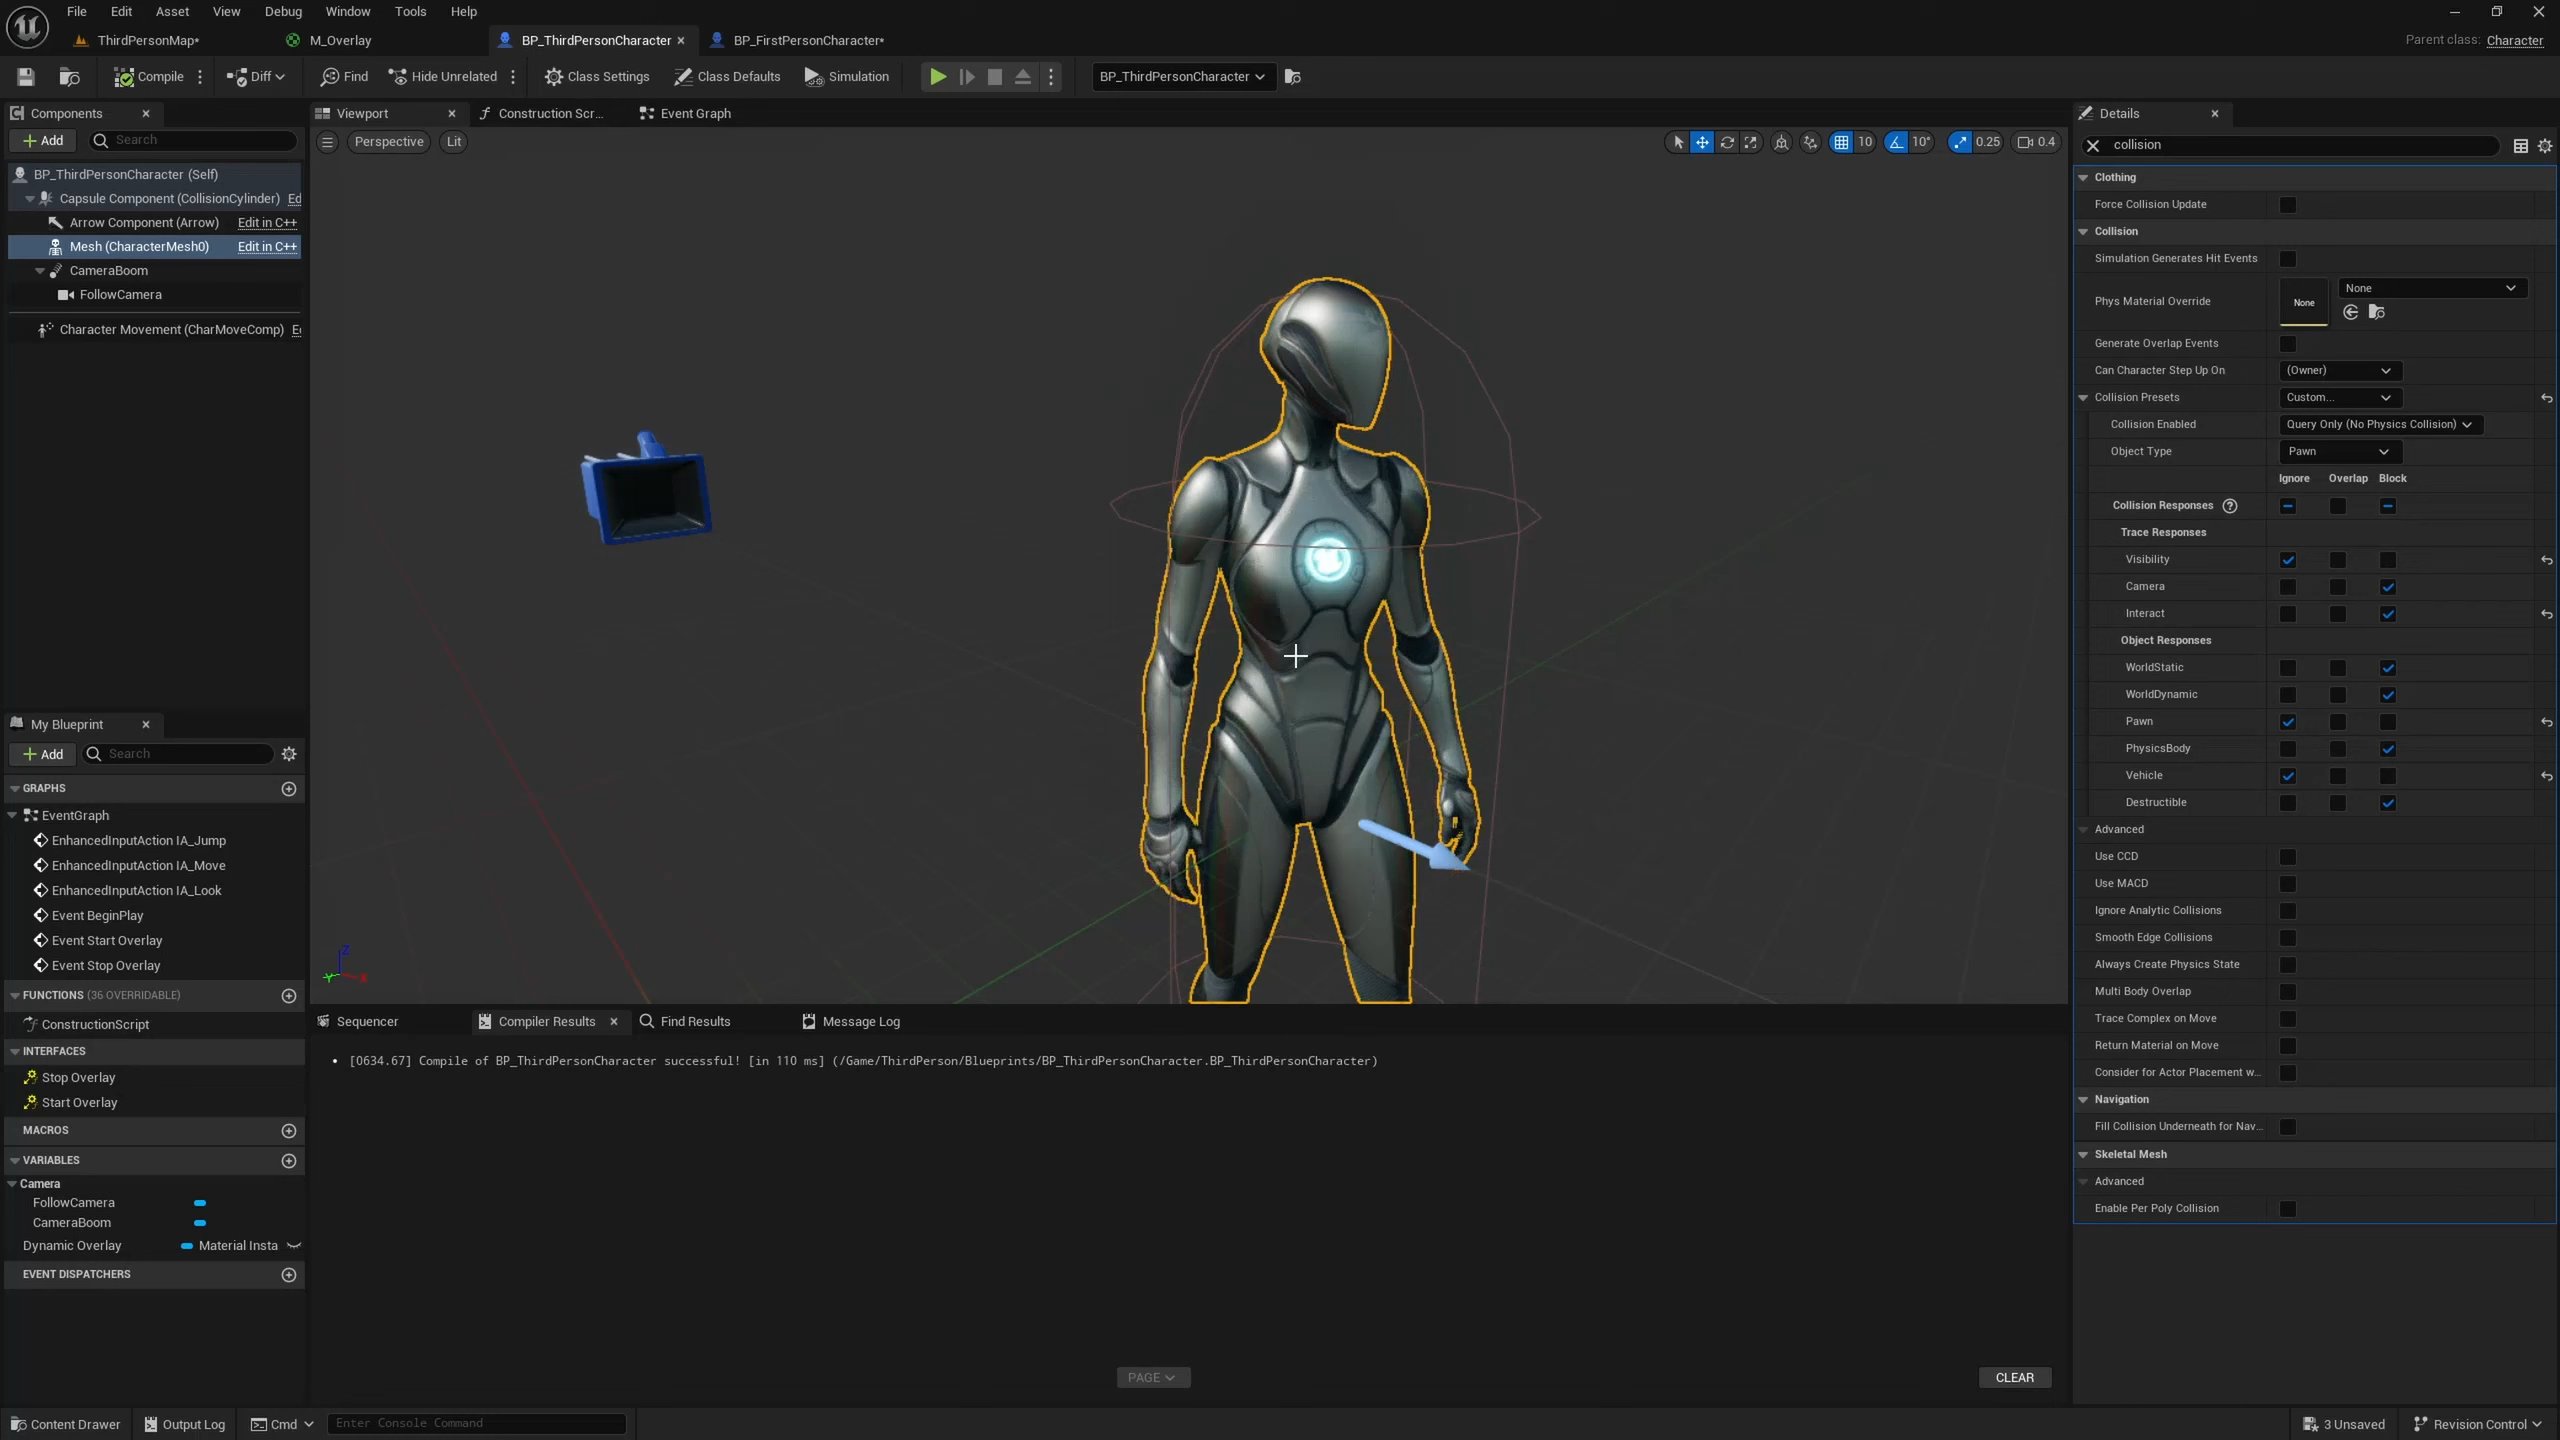 File Edit Asset View Debug Window Tools Help
ThirdPersonMap* M_Overlay BP_ThirdPersonCharacter BP_FirstPersonCharacter* Parent class: Character
Compile Diff Find Hide Unrelated Class Settings Class Defaults Simulation BP_ThirdPersonCharacter
Components
Add Search
BP_ThirdPersonCharacter (Self)
Capsule Component (CollisionCylinder) Ed
Arrow Component (Arrow) Edit in C++
Mesh (CharacterMesh0) Edit in C++
CameraBoom
FollowCamera
Character Movement (CharMoveComp)
My Blueprint
Add Search
GRAPHS
EventGraph
EnhancedInputAction IA_Jump
EnhancedInputAction IA_Move
EnhancedInputAction IA_Look
Event BeginPlay
Event Start Overlay
Event Stop Overlay
FUNCTIONS (36 OVERRIDABLE)
ConstructionScript
INTERFACES
Stop Overlay
Start Overlay
MACROS
VARIABLES
Camera
FollowCamera
CameraBoom
Dynamic Overlay Material Insta
EVENT DISPATCHERS
Viewport Construction Scr... Event Graph
Perspective Lit 10 10° 0.25 0.4
Z
Y X
Sequencer Compiler Results Find Results Message Log
[0634.67] Compile of BP_ThirdPersonCharacter successful! [in 110 ms] (/Game/ThirdPerson/Blueprints/BP_ThirdPersonCharacter.BP_ThirdPersonCharacter)
PAGE CLEAR
Details
collision
Clothing
Force Collision Update
Collision
Simulation Generates Hit Events
Phys Material Override None None
Generate Overlap Events
Can Character Step Up On (Owner)
Collision Presets Custom...
Collision Enabled Query Only (No Physics Collision)
Object Type Pawn
Ignore Overlap Block
Collision Responses ?
Trace Responses
Visibility
Camera
Interact
Object Responses
WorldStatic
WorldDynamic
Pawn
PhysicsBody
Vehicle
Destructible
Advanced
Use CCD
Use MACD
Ignore Analytic Collisions
Smooth Edge Collisions
Always Create Physics State
Multi Body Overlap
Trace Complex on Move
Return Material on Move
Consider for Actor Placement w...
Navigation
Fill Collision Underneath for Nav...
Skeletal Mesh
Advanced
Enable Per Poly Collision
Content Drawer Output Log Cmd Enter Console Command 3 Unsaved Revision Control